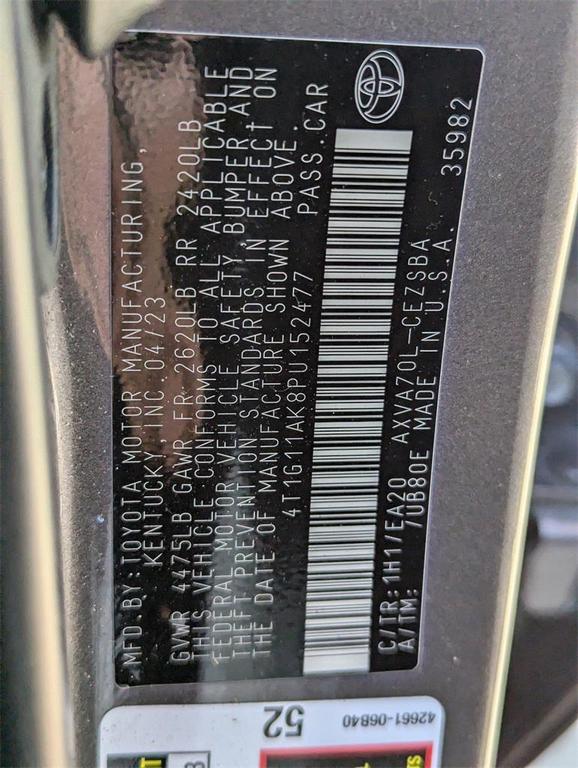 MFD.BY:TOYOTA MOTOR MANUFACTURING,
KENTUCKY, INC 04/23
GVWR 4475LB GAWR FR 2620LB RR 2420LB
THIS VEHICLE CONFORMS TO ALL APPLICABLE
FEDERAL MOTOR VEHICLE SAFETY, BUMPER AND
THEFT PREVENTION STANDARDS IN EFFECT ON
THE DATE OF MANUFACTURE SHOWN ABOVE.
4T1G11AK8PU152477 PASS.CAR
C/TR:1H1/EA20 AXVA70L-CEZSBA
A/TM: /UB80E MADE IN U.S.A. 35982
52
42661-06B40